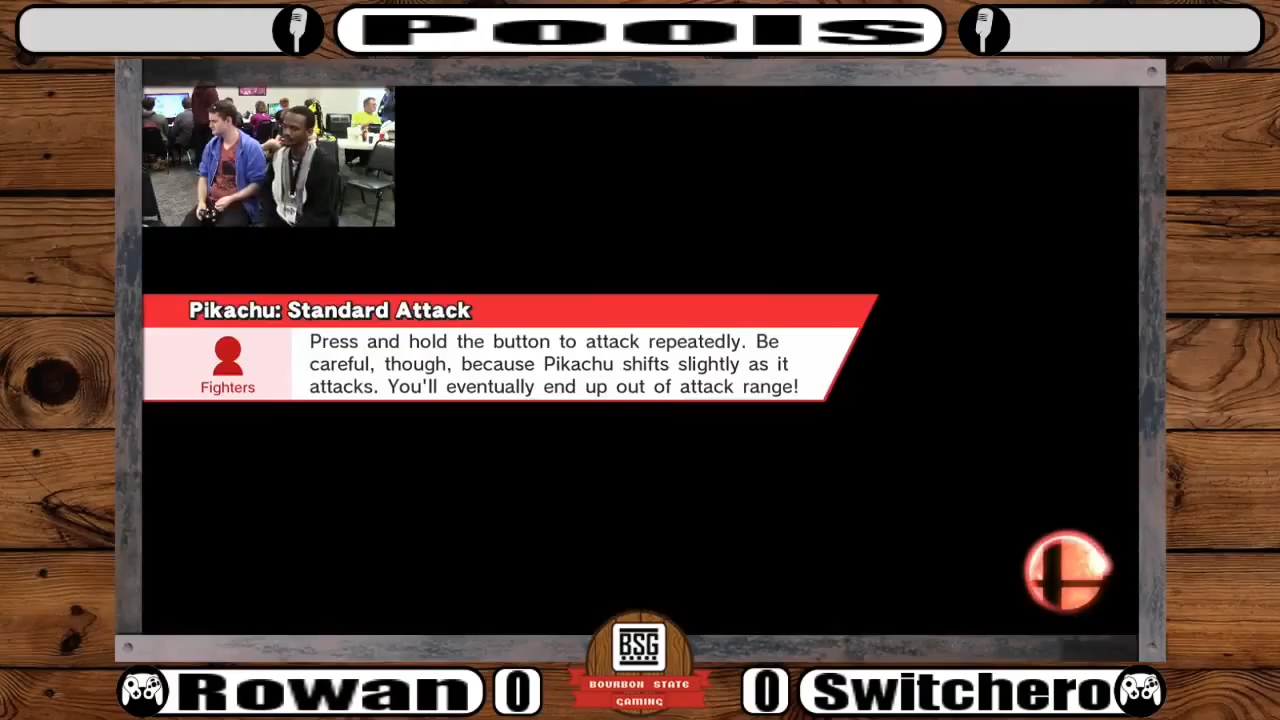 Pools
Pikachu: Standard Attack
Fighters
Press and hold the button to attack repeatedly. Be
careful, though, because Pikachu shifts slightly as it
attacks. You'll eventually end up out of attack range!
Rowan 0
BSG
BOURBON STATE
GAMING
0 Switchero